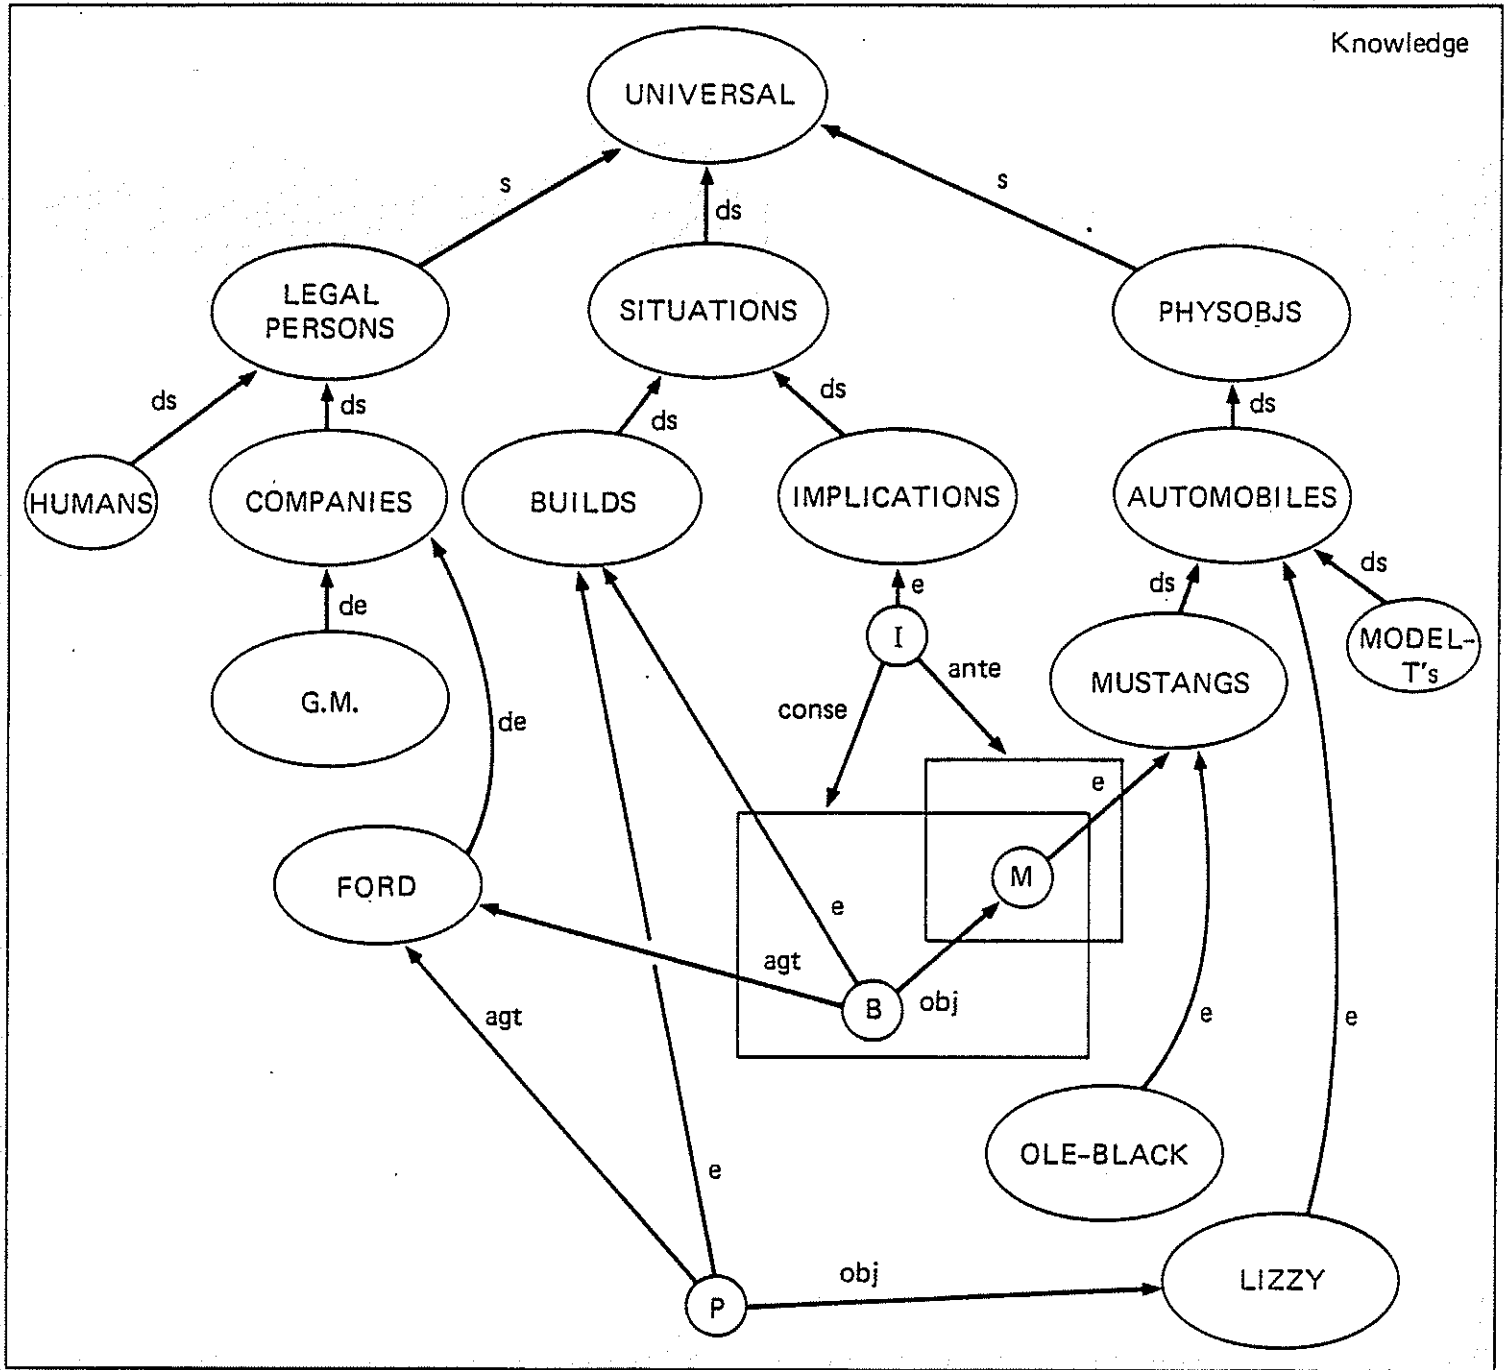 Knowledge
UNIVERSAL
s
ds
s
LEGAL
PERSONS
SITUATIONS
PHYSOBJS
ds
ds
ds
ds
ds
HUMANS
COMPANIES
BUILDS
IMPLICATIONS
AUTOMOBILES
de
e
ds
ds
I
MODEL-
T's
G.M.
de
conse
ante
MUSTANGS
e
M
FORD
e
agt
B
obj
agt
e
e
OLE-BLACK
e
obj
P
LIZZY